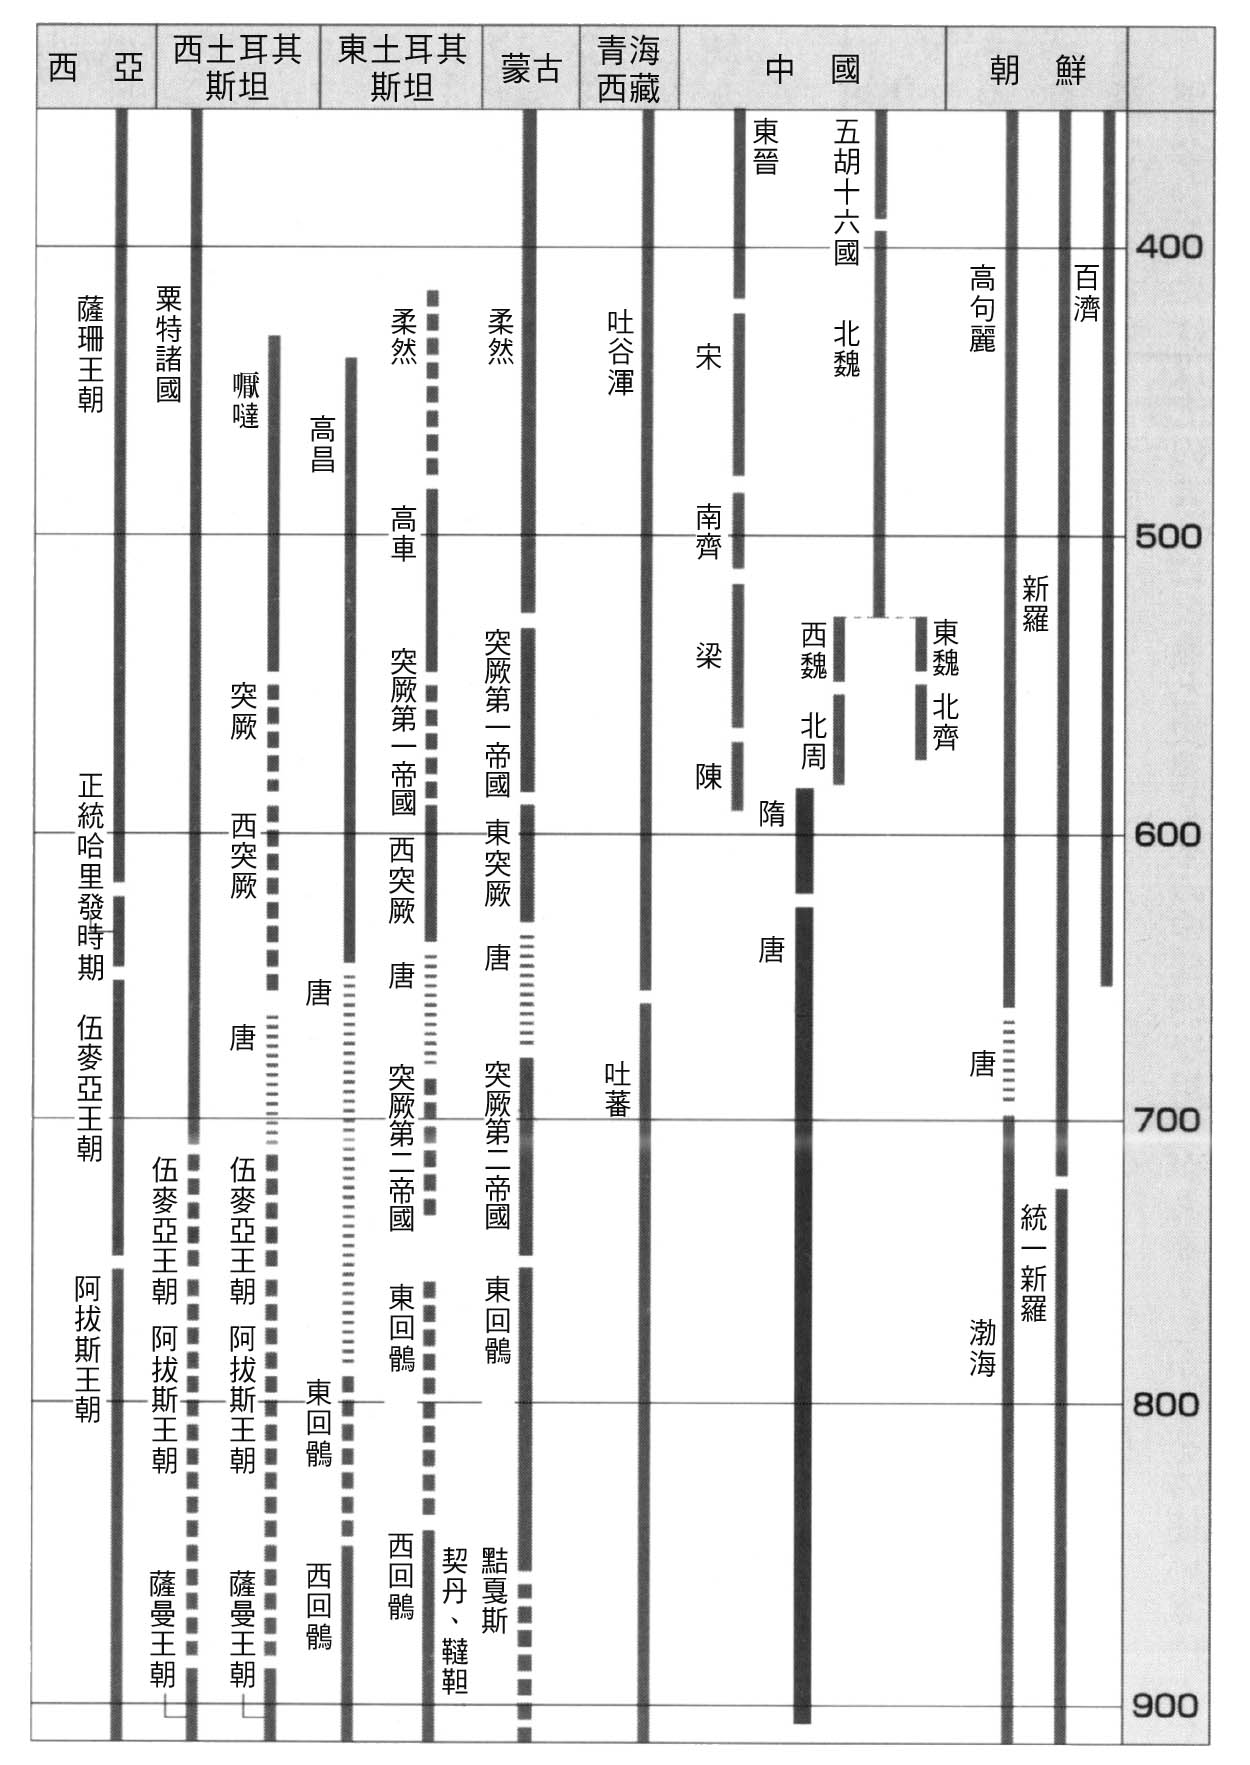 西亞
西土耳其
斯坦
東土耳其
斯坦
蒙古
青海
西藏
中國
朝鮮
薩珊王朝
正統哈里發時期
伍麥亞王朝
阿拔斯王朝
粟特諸國
伍麥亞王朝
阿拔斯王朝
薩曼王朝
嚈噠
突厥
西突厥
唐
伍麥亞王朝
阿拔斯王朝
薩曼王朝
高昌
唐
東回鶻
西回鶻
柔然
高車
突厥第一帝國
西突厥
唐
突厥第二帝國
東回鶻
西回鶻
柔然
突厥第一帝國
東突厥
唐
突厥第二帝國
東回鶻
黠戛斯
契丹、韃靼
吐谷渾
吐蕃
東晉
宋
南齊
梁
陳
隋
唐
五胡十六國
北魏
西魏
北周
東魏
北齊
高句麗
唐
渤海
新羅
統一新羅
百濟
400
500
600
700
800
900